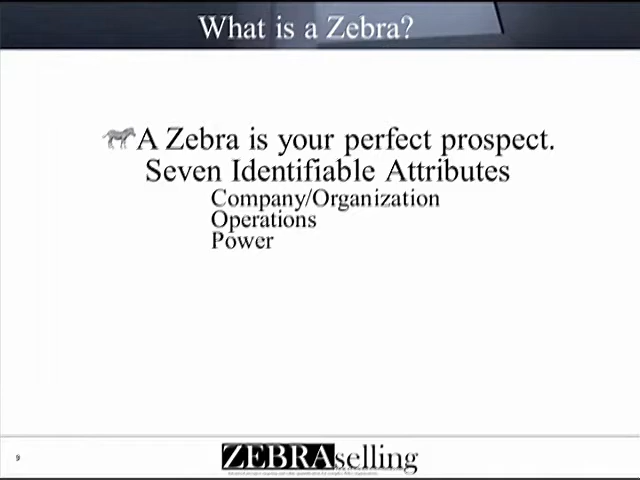 What is a Zebra?
A Zebra is your perfect prospect.
Seven Identifiable Attributes
Company/Organization
Operations
Power
9
ZEBRAselling